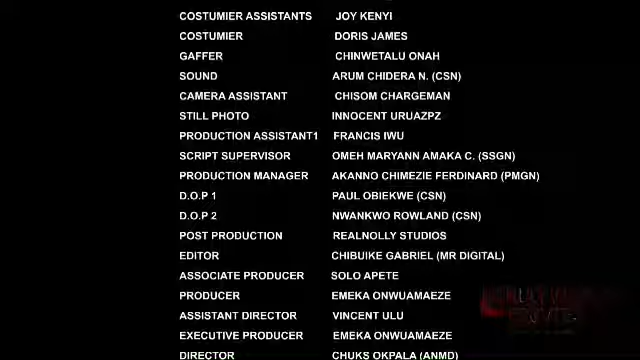 COSTUMIER ASSISTANTS JOY KENYI
COSTUMIER DORIS JAMES
GAFFER CHINWETALU ONAH
SOUND ARUM CHIDERA N. (CSN)
CAMERA ASSISTANT CHISOM CHARGEMAN
STILL PHOTO INNOCENT URUAZPZ
PRODUCTION ASSISTANT1 FRANCIS IWU
SCRIPT SUPERVISOR OMEH MARYANN AMAKA C. (SSGN)
PRODUCTION MANAGER AKANNO CHIMEZIE FERDINARD (PMGN)
D.O.P 1 PAUL OBIEKWE (CSN)
D.O.P 2 NWANKWO ROWLAND (CSN)
POST PRODUCTION REALNOLLY STUDIOS
EDITOR CHIBUIKE GABRIEL (MR DIGITAL)
ASSOCIATE PRODUCER SOLO APETE
PRODUCER EMEKA ONWUAMAEZE
ASSISTANT DIRECTOR VINCENT ULU
EXECUTIVE PRODUCER EMEKA ONWUAMAEZE
DIRECTOR CHUKS OKPALA (ANMD)